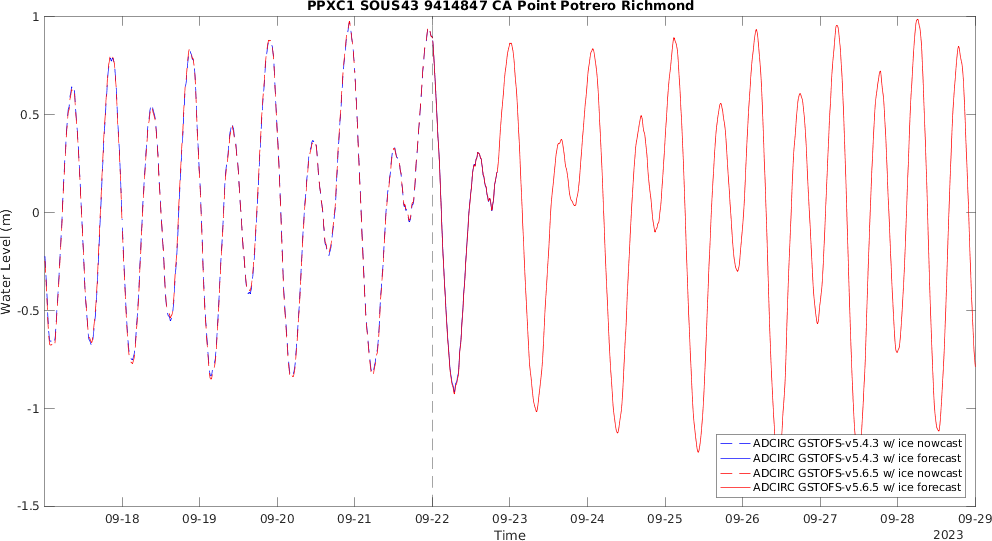 PPXC1 SOUS43 9414847 CA Point Potrero Richmond
1
0.5
0
-0.5
-1
-1.5
Water Level (m)
ADCIRC GSTOFS-v5.4.3 w/ ice nowcast
ADCIRC GSTOFS-v5.4.3 w/ ice forecast
ADCIRC GSTOFS-v5.6.5 w/ ice nowcast
ADCIRC GSTOFS-v5.6.5 w/ ice forecast
09-18 09-19 09-20 09-21 09-22 09-23 09-24 09-25 09-26 09-27 09-28 09-29
Time
2023